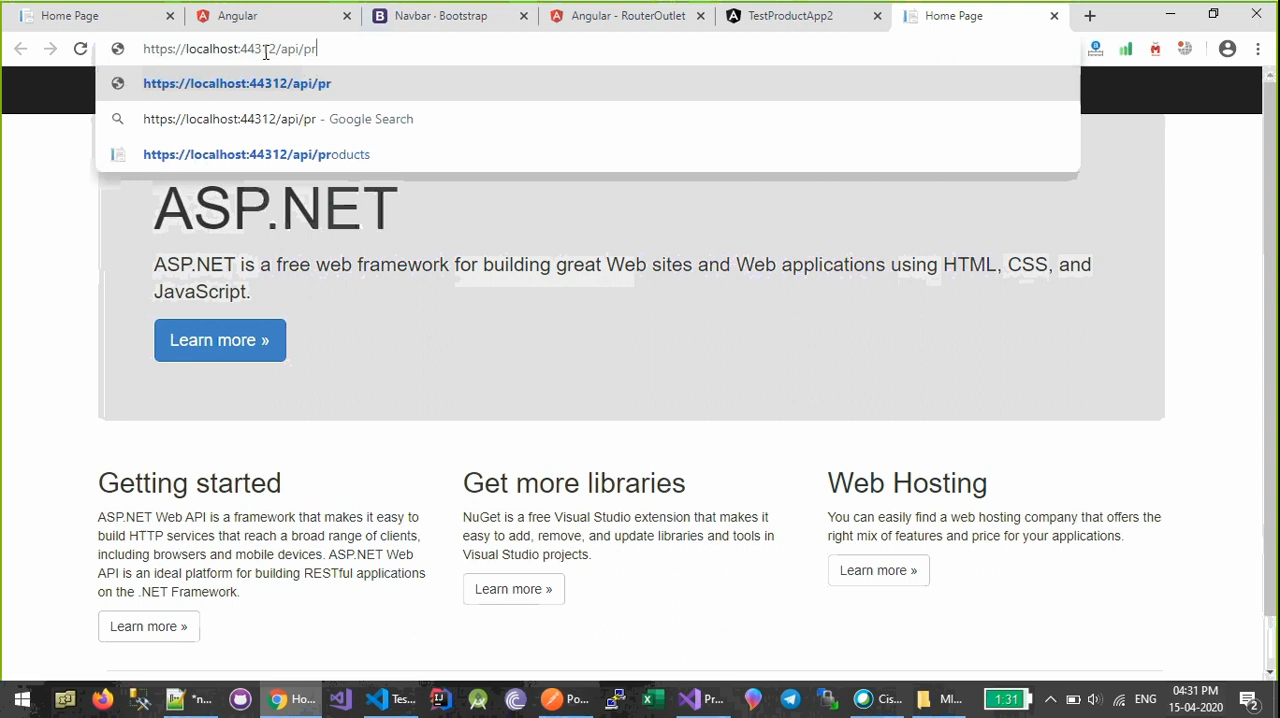 Home Page
Angular
Navbar · Bootstrap
Angular - RouterOutlet
TestProductApp2
Home Page
https://localhost:44312/api/pr
https://localhost:44312/api/pr
https://localhost:44312/api/pr - Google Search
https://localhost:44312/api/products
ASP.NET
ASP.NET is a free web framework for building great Web sites and Web applications using HTML, CSS, and
JavaScript.
Learn more »
Getting started
ASP.NET Web API is a framework that makes it easy to
build HTTP services that reach a broad range of clients,
including browsers and mobile devices. ASP.NET Web
API is an ideal platform for building RESTful applications
on the .NET Framework.
Learn more »
Get more libraries
NuGet is a free Visual Studio extension that makes it
easy to add, remove, and update libraries and tools in
Visual Studio projects.
Learn more »
Web Hosting
You can easily find a web hosting company that offers the
right mix of features and price for your applications.
Learn more »
*n...
Ho...
Tes...
Po...
Pr...
Cis...
MI...
1:31
ENG
04:31 PM
15-04-2020
2